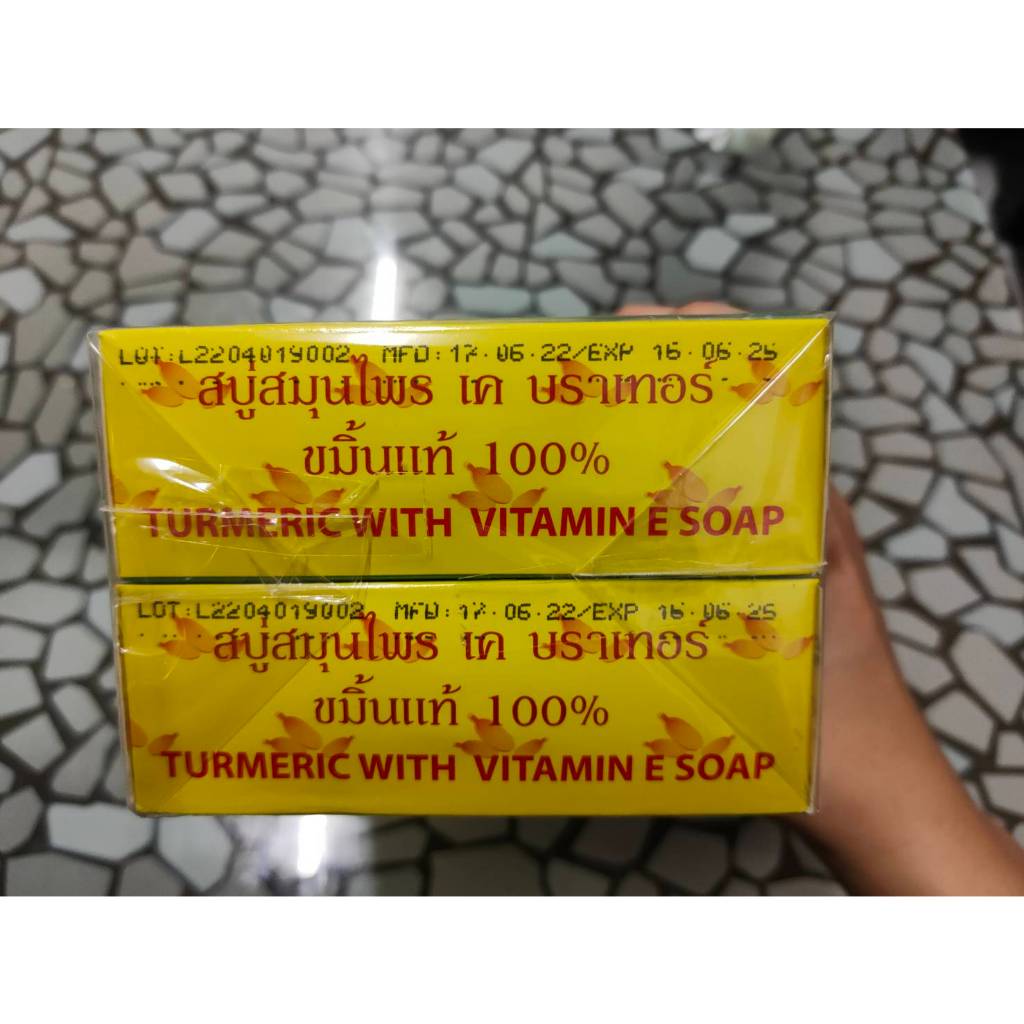 LOT:L2204019002 MFD:17.06.22/EXP 16.06.25
สบู่สมุนไพร เค บราเทอร์
ขมิ้นแท้ 100%
TURMERIC WITH VITAMIN E SOAP
LOT:L2204019002 MFD:17.06.22/EXP 16.06.25
สบู่สมุนไพร เค บราเทอร์
ขมิ้นแท้ 100%
TURMERIC WITH VITAMIN E SOAP